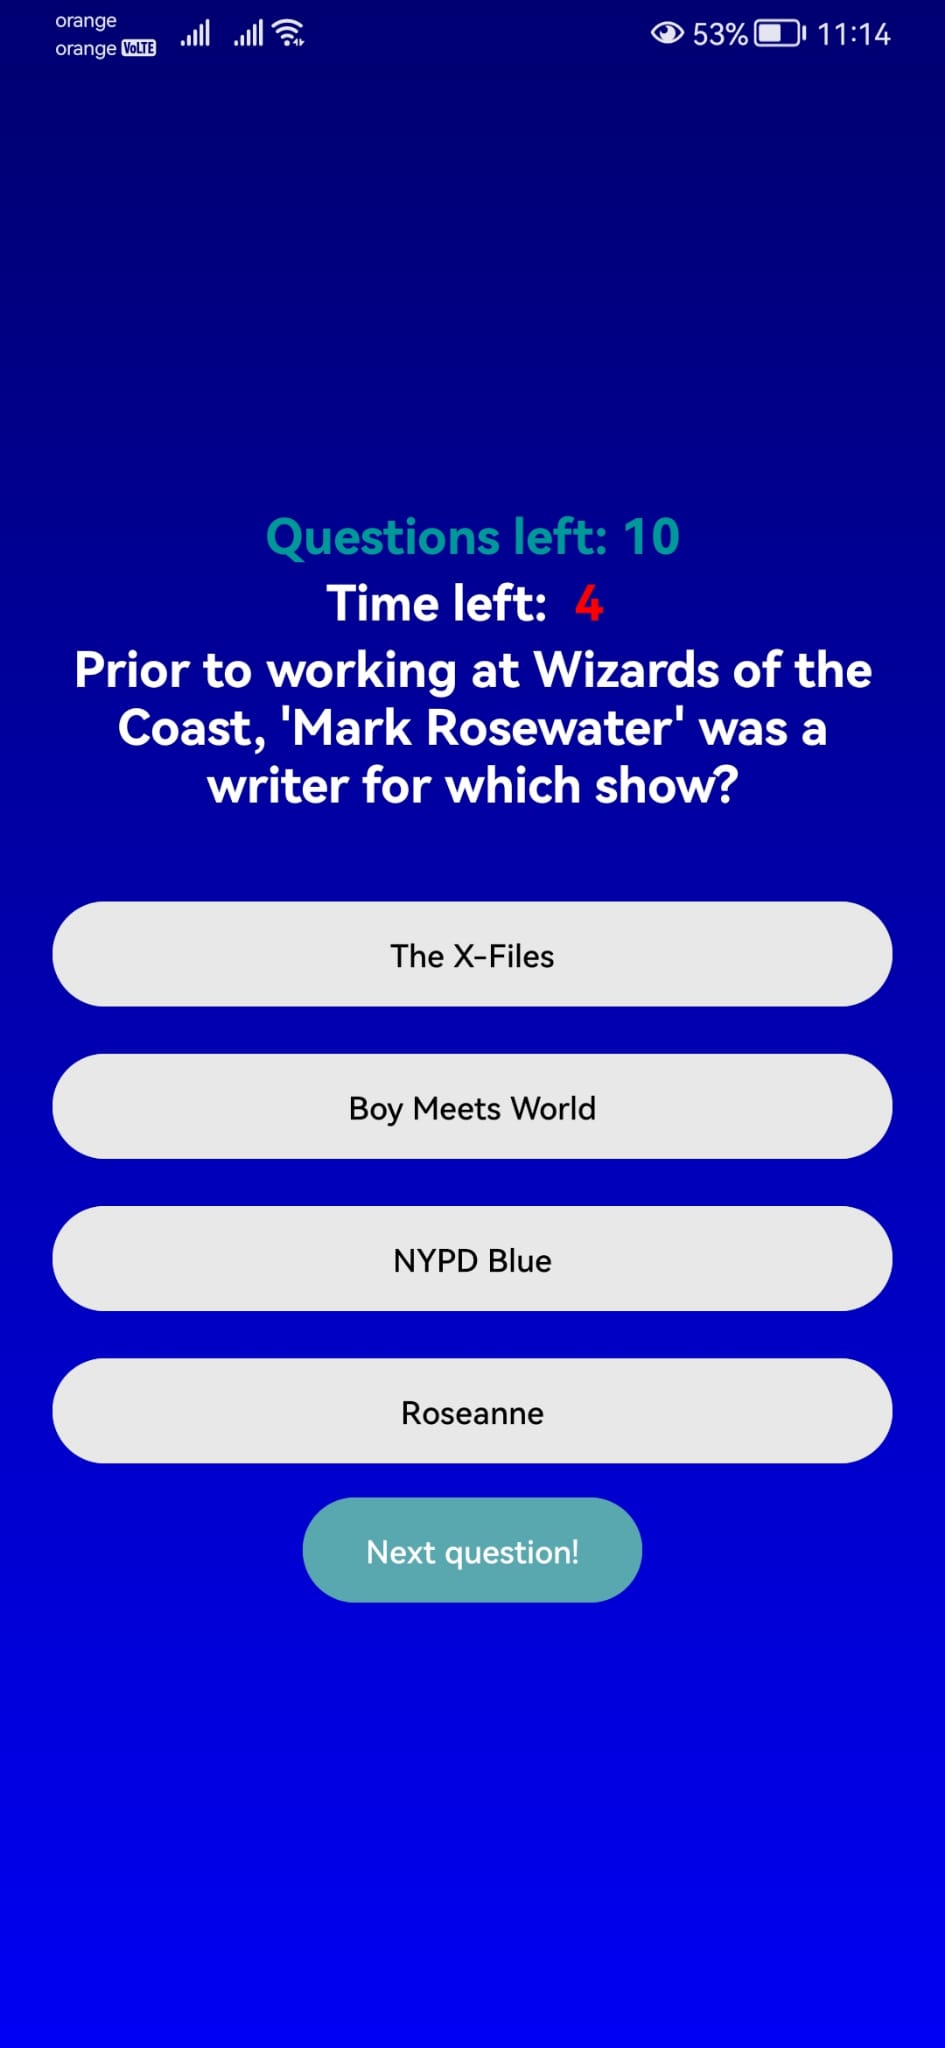 orange
orange VoLTE
53% 11:14
Questions left: 10
Time left: 4
Prior to working at Wizards of the
Coast, 'Mark Rosewater' was a
writer for which show?
The X-Files
Boy Meets World
NYPD Blue
Roseanne
Next question!